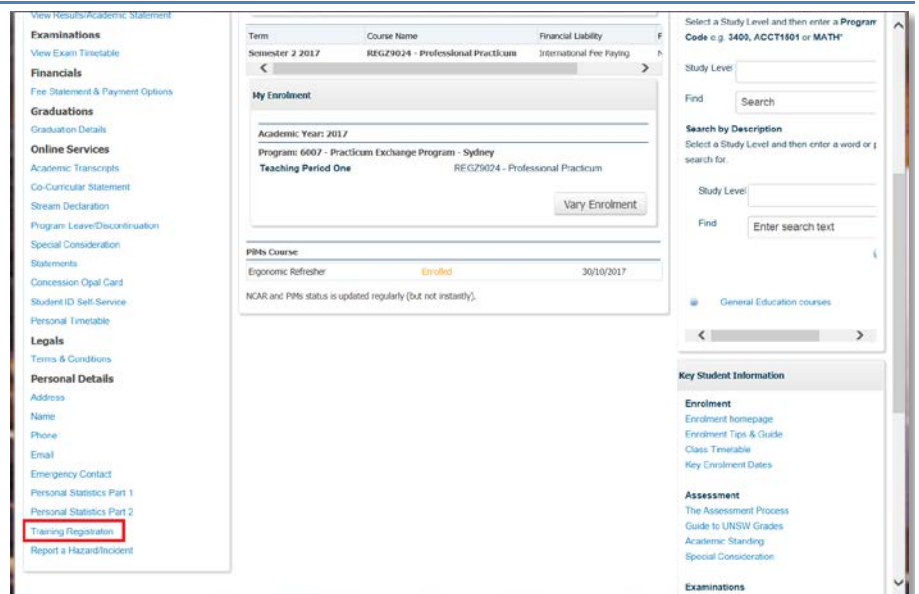 View Results/Academic Statement
Examinations
View Exam Timetable
Financials
Fee Statement & Payment Options
Graduations
Graduation Details
Online Services
Academic Transcripts
Co-Curricular Statement
Stream Declaration
Program Leave/Discontinuation
Special Consideration
Statements
Concession Opal Card
Student ID Self-Service
Personal Timetable
Legals
Terms & Conditions
Personal Details
Address
Name
Phone
Email
Emergency Contact
Personal Statistics Part 1
Personal Statistics Part 2
Training Registration
Report a Hazard/Incident
Term Course Name Financial Liability
Semester 2 2017 REGZ9024 - Professional Practicum International Fee Paying
My Enrolment
Academic Year: 2017
Program: 6007 - Practicum Exchange Program - Sydney
Teaching Period One REGZ9024 - Professional Practicum
Vary Enrolment
PiMs Course
Ergonomic Refresher Enrolled 30/10/2017
NCAR and PiMs status is updated regularly (but not instantly).
Select a Study Level and then enter a Program
Code e.g. 3400, ACCT1501 or MATH*
Study Level
Find Search
Search by Description
Select a Study Level and then enter a word or
search for.
Study Level
Find Enter search text
General Education courses
Key Student Information
Enrolment
Enrolment homepage
Enrolment Tips & Guide
Class Timetable
Key Enrolment Dates
Assessment
The Assessment Process
Guide to UNSW Grades
Academic Standing
Special Consideration
Examinations